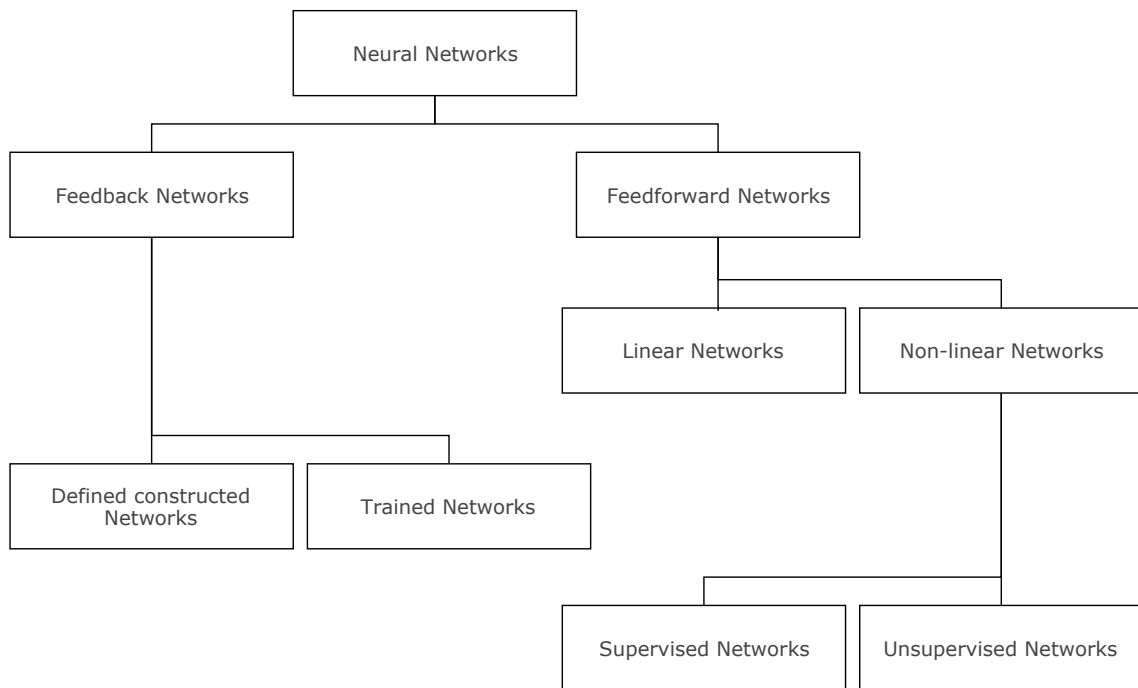 Neural Networks
Feedback Networks
Feedforward Networks
Linear Networks
Non-linear Networks
Defined constructed
Networks
Trained Networks
Supervised Networks
Unsupervised Networks